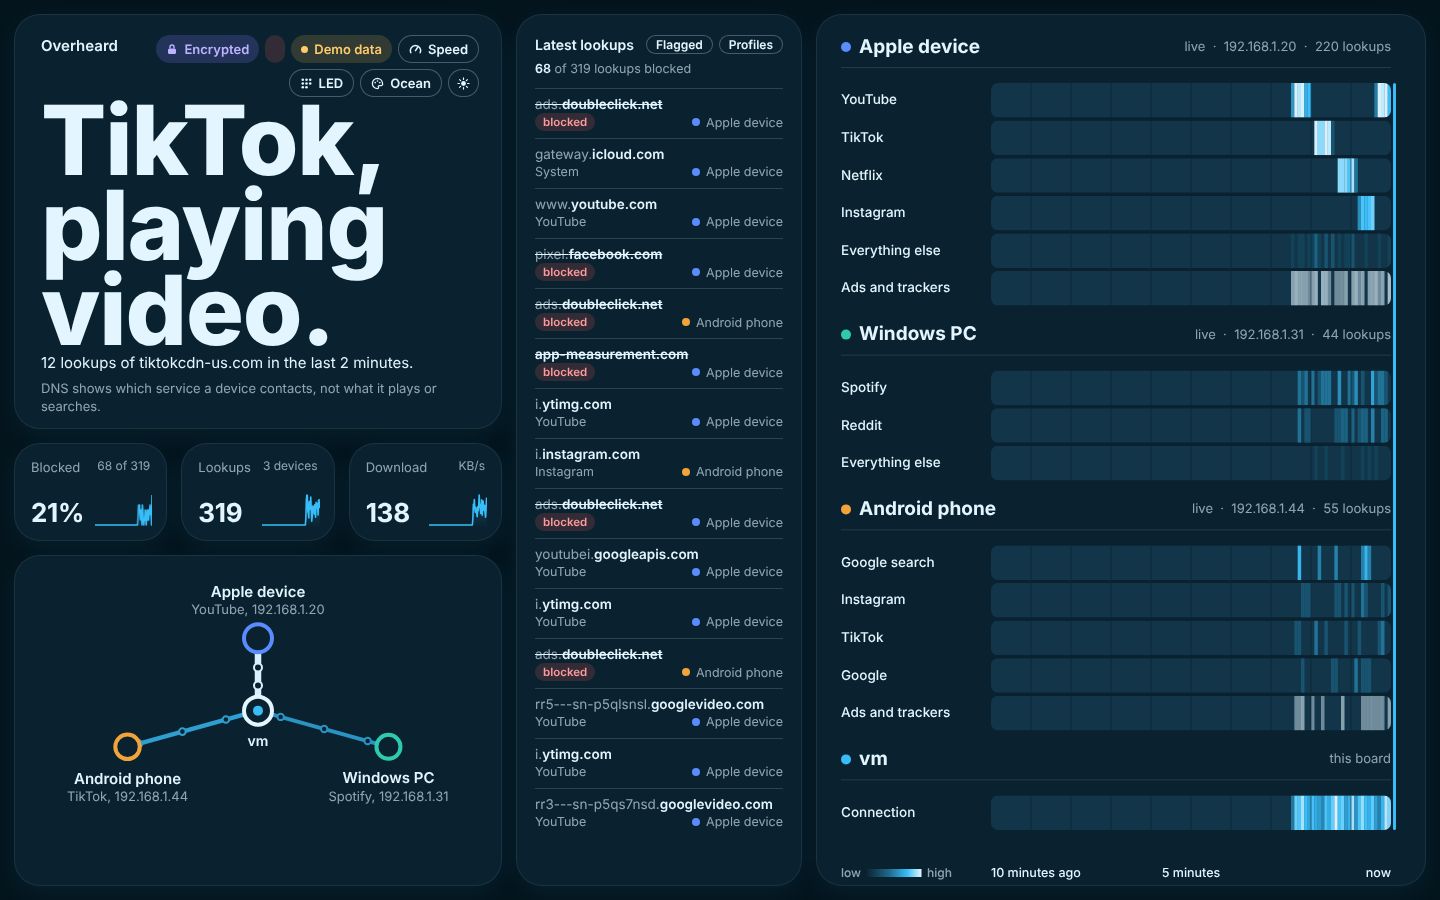 Overheard
Encrypted
Demo data
Speed
LED
Ocean
TikTok,
playing
video.
12 lookups of tiktokcdn-us.com in the last 2 minutes.
DNS shows which service a device contacts, not what it plays or
searches.
Blocked 68 of 319
21%
Lookups 3 devices
319
Download KB/s
138
Apple device
YouTube, 192.168.1.20
vm
Android phone
TikTok, 192.168.1.44
Windows PC
Spotify, 192.168.1.31
Latest lookups
Flagged
Profiles
68 of 319 lookups blocked
ads.doubleclick.net
blocked Apple device
gateway.icloud.com
System Apple device
www.youtube.com
YouTube Apple device
pixel.facebook.com
blocked Apple device
ads.doubleclick.net
blocked Android phone
app-measurement.com
blocked Apple device
i.ytimg.com
YouTube Apple device
i.instagram.com
Instagram Android phone
ads.doubleclick.net
blocked Apple device
youtubei.googleapis.com
YouTube Apple device
i.ytimg.com
YouTube Apple device
ads.doubleclick.net
blocked Android phone
rr5---sn-p5qlsnsl.googlevideo.com
YouTube Apple device
i.ytimg.com
YouTube Apple device
rr3---sn-p5qs7nsd.googlevideo.com
YouTube Apple device
Apple device live · 192.168.1.20 · 220 lookups
YouTube
TikTok
Netflix
Instagram
Everything else
Ads and trackers
Windows PC live · 192.168.1.31 · 44 lookups
Spotify
Reddit
Everything else
Android phone live · 192.168.1.44 · 55 lookups
Google search
Instagram
TikTok
Google
Ads and trackers
vm this board
Connection
low high 10 minutes ago 5 minutes now